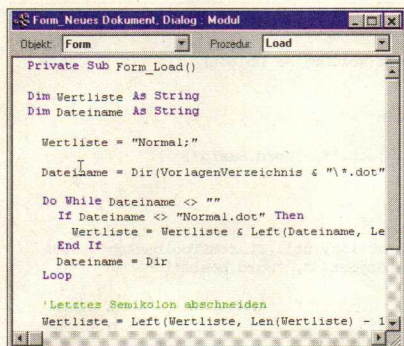 Form_Neues Dokument, Dialog : Modul
Objekt: Form Prozedur: Load
Private Sub Form_Load()
Dim Wertliste As String
Dim Dateiname As String
Wertliste = "Normal;"
Dateiname = Dir(VorlagenVerzeichnis & "\*.dot"
Do While Dateiname <> ""
If Dateiname <> "Normal.dot" Then
Wertliste = Wertliste & Left(Dateiname, Le
End If
Dateiname = Dir
Loop
'Letztes Semikolon abschneiden
Wertliste = Left(Wertliste, Len(Wertliste) - 1